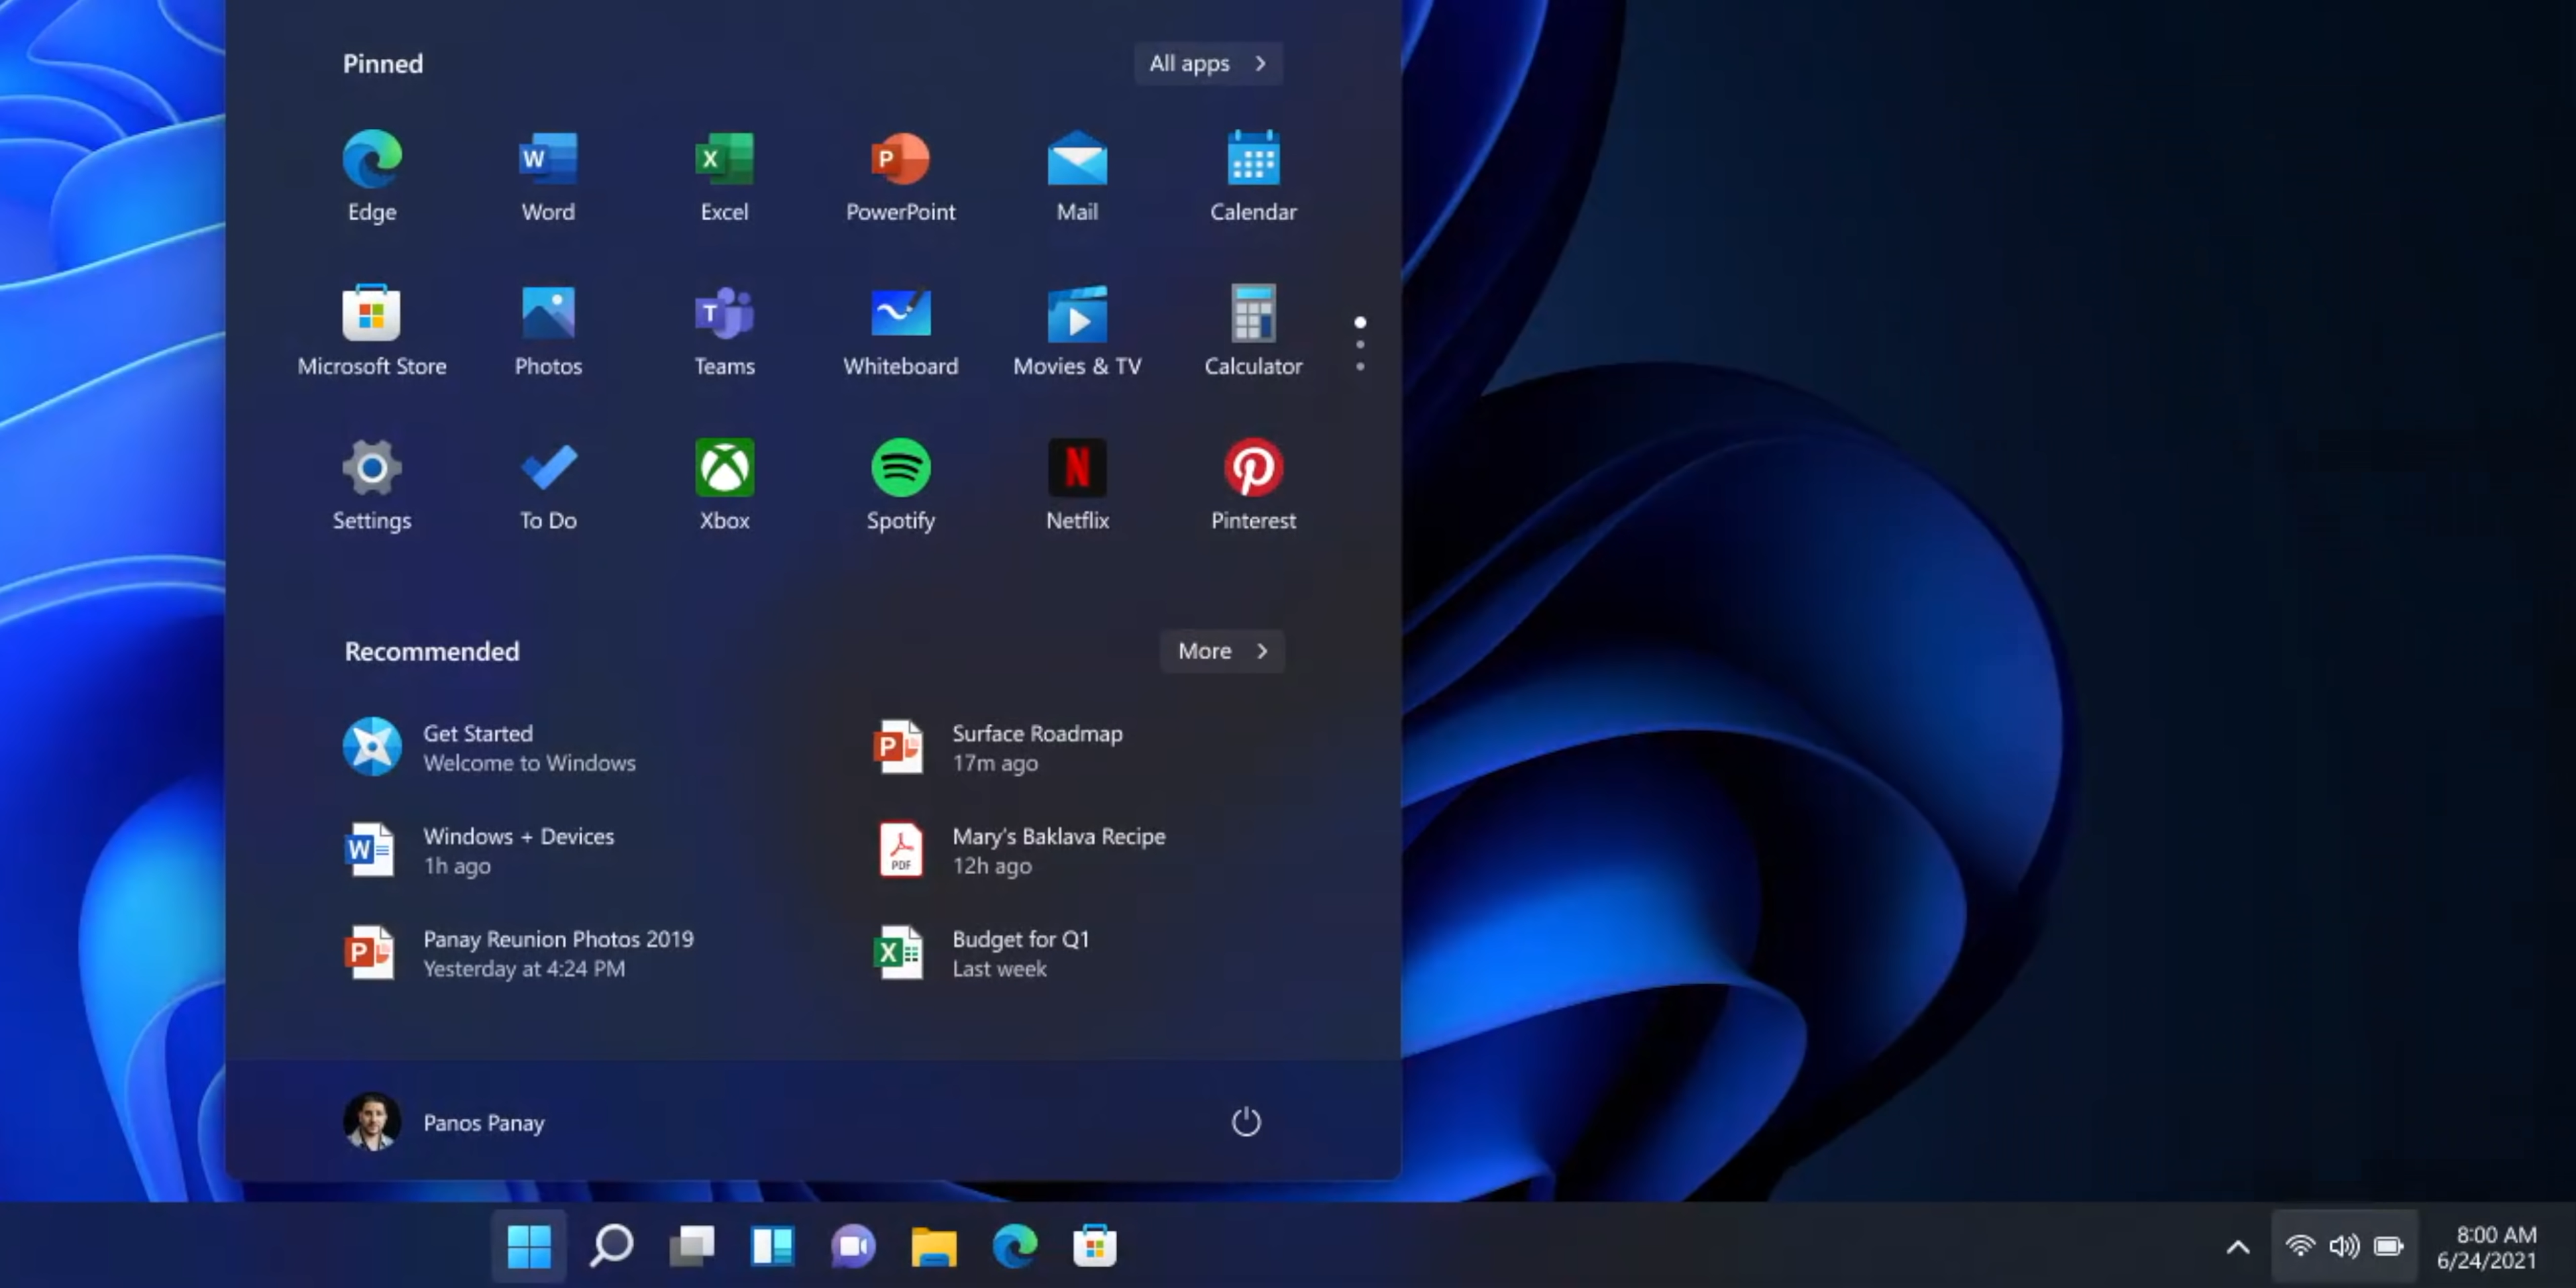 Pinned
All apps
Edge
Word
Excel
PowerPoint
Mail
Calendar
Microsoft Store
Photos
Teams
Whiteboard
Movies & TV
Calculator
Settings
To Do
Xbox
Spotify
Netflix
Pinterest
Recommended
More
Get Started
Welcome to Windows
Surface Roadmap
17m ago
Windows + Devices
1h ago
PDF
Mary's Baklava Recipe
12h ago
Panay Reunion Photos 2019
Yesterday at 4:24 PM
Budget for Q1
Last week
Panos Panay
8:00 AM
6/24/2021